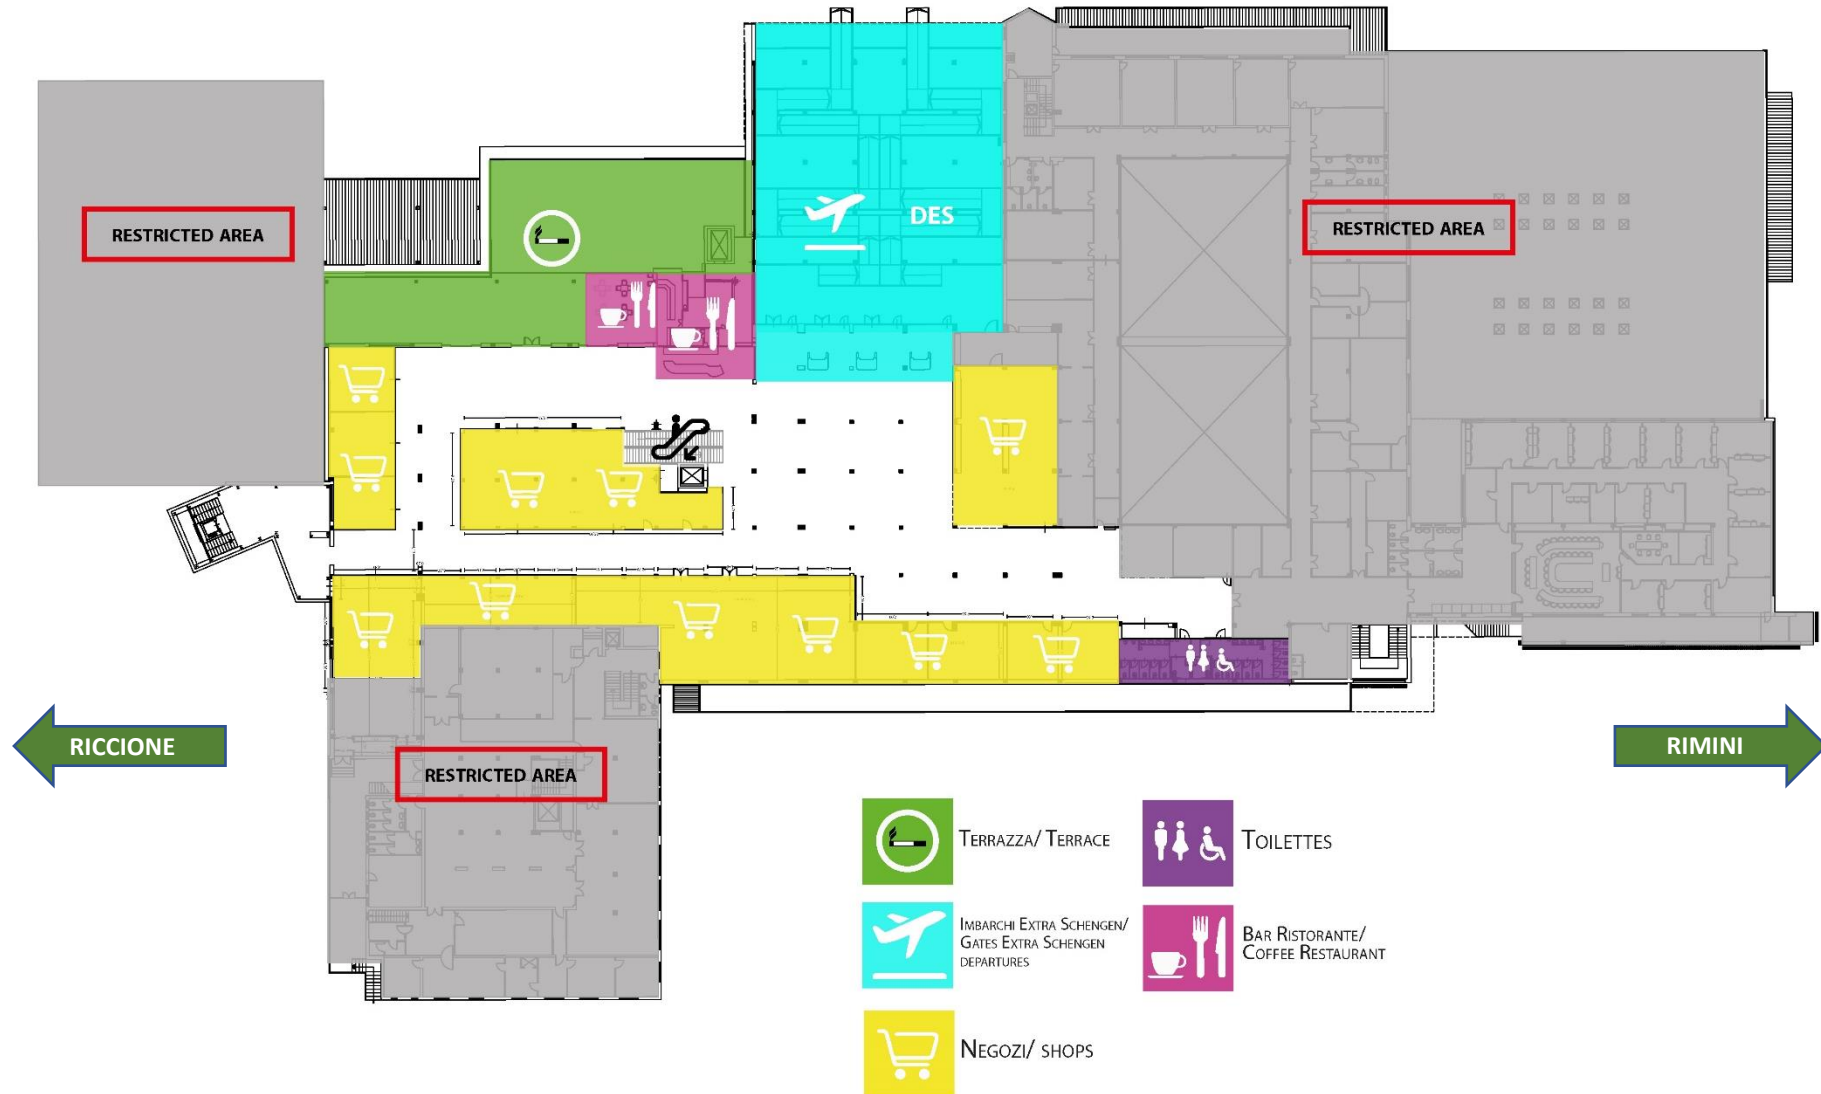 DES
RESTRICTED AREA
RESTRICTED AREA
RICCIONE
RIMINI
RESTRICTED AREA
TERRAZZA/ TERRACE
TOILETTES
IMBARCHI EXTRA SCHENGEN/
GATES EXTRA SCHENGEN
DEPARTURES
BAR RISTORANTE/
COFFEE RESTAURANT
NEGOZI/ SHOPS